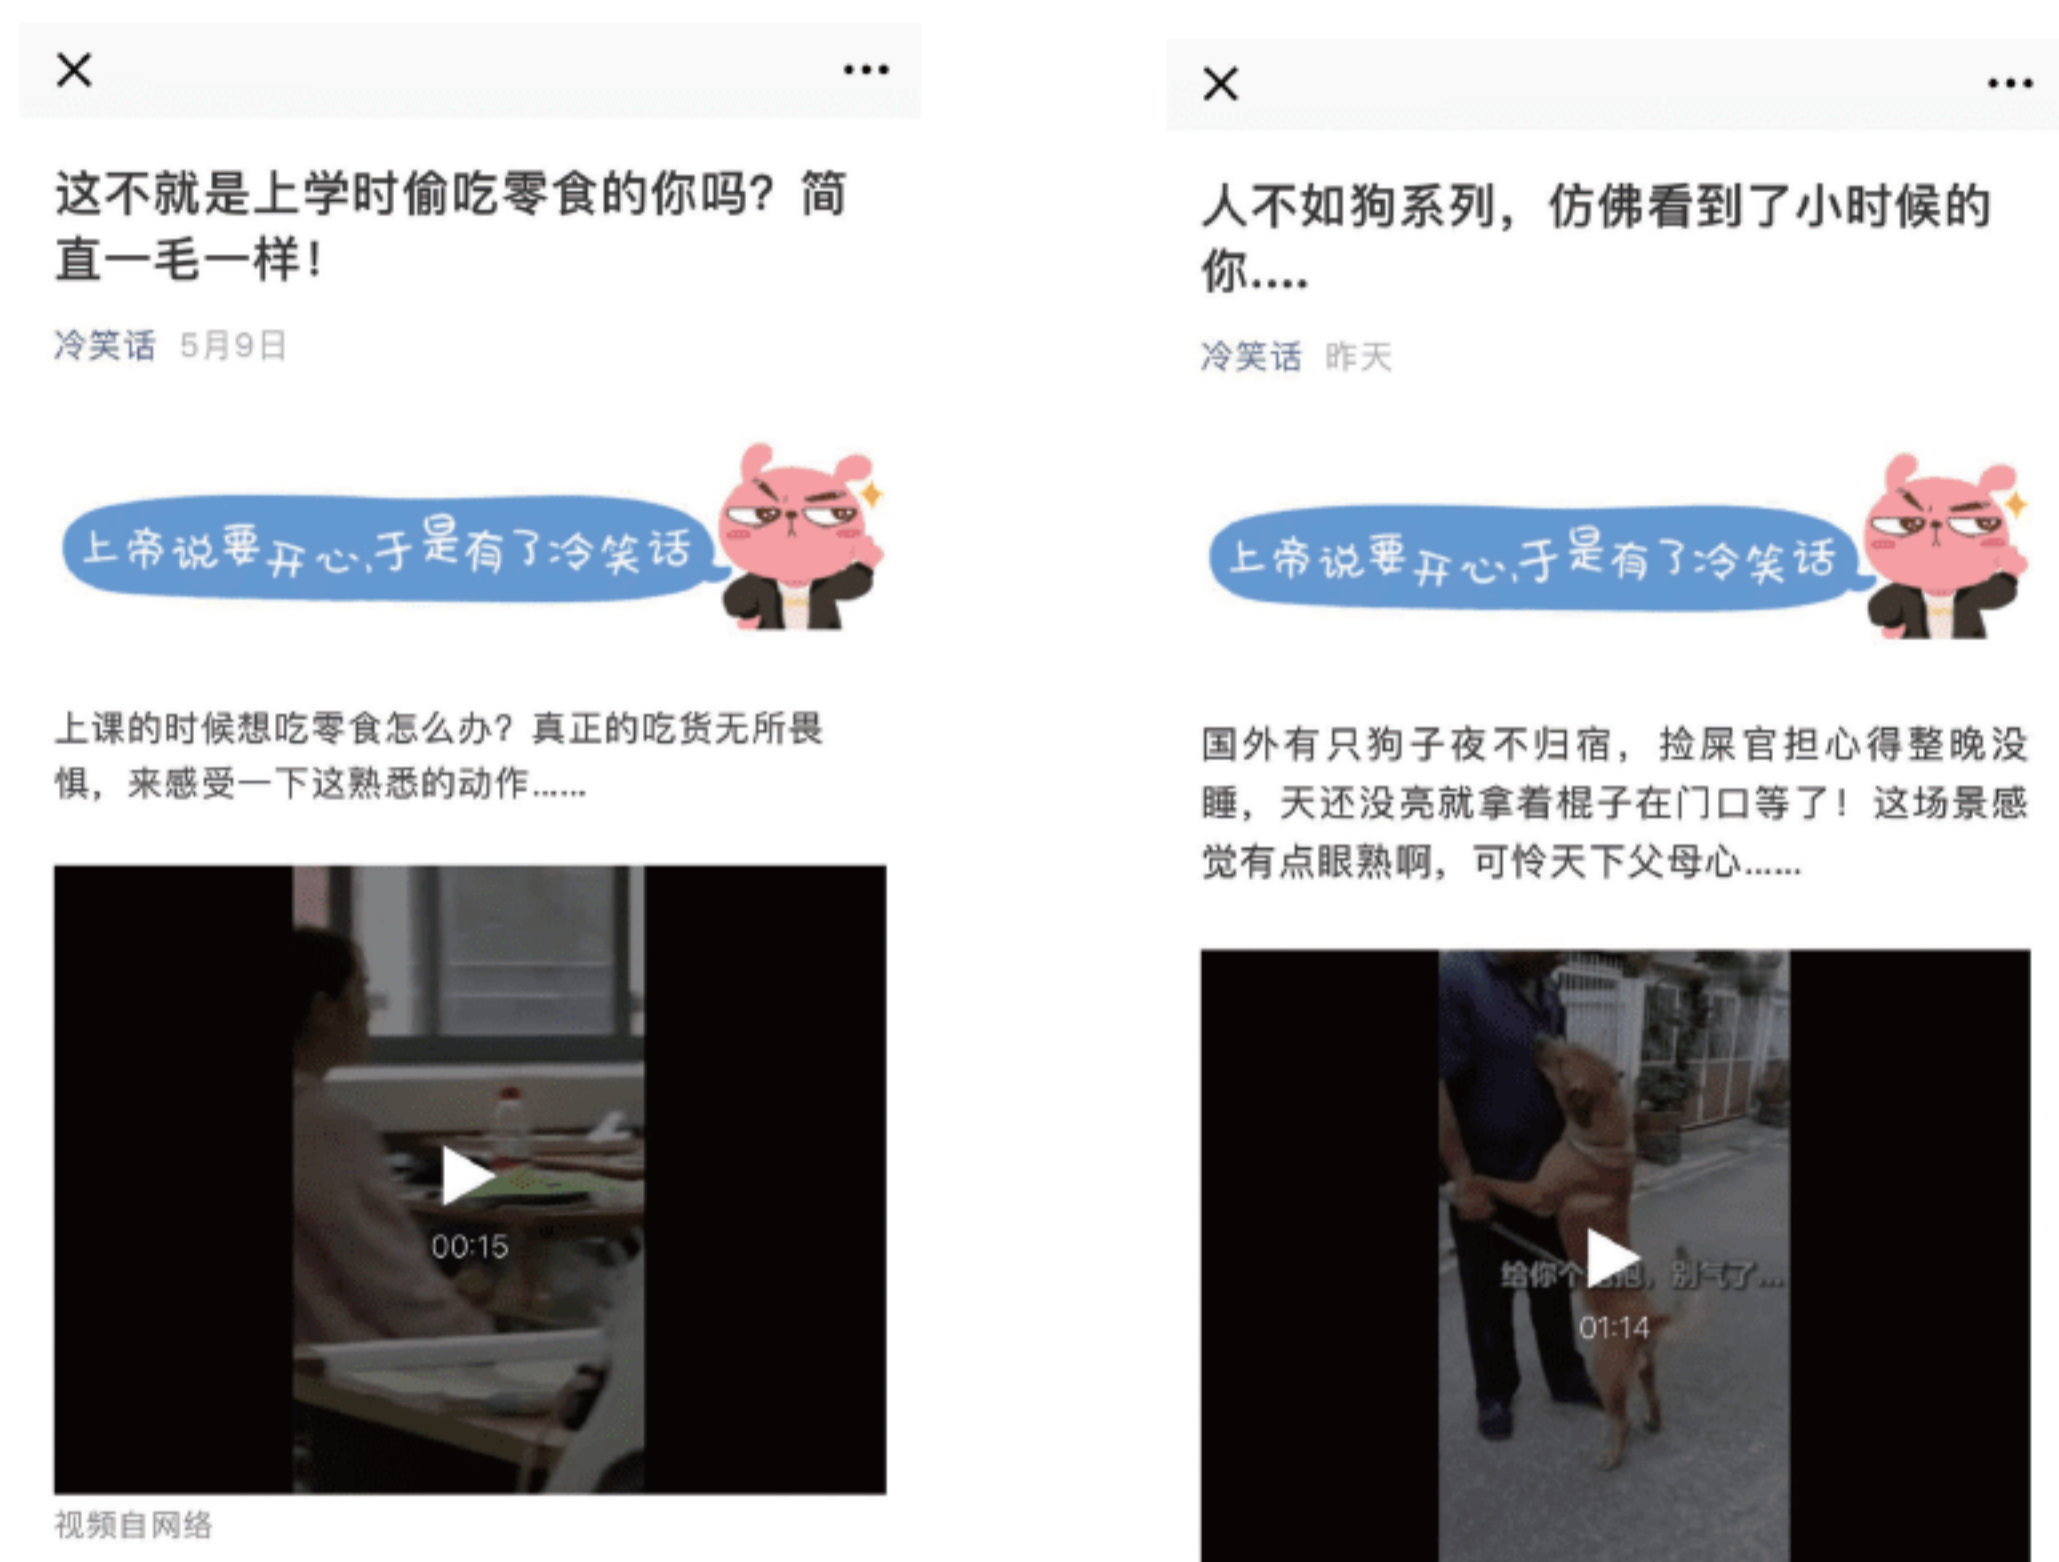 这不就是上学时偷吃零食的你吗？简
直一毛一样！
冷笑话 5月9日
上帝说要开心,于是有了冷笑话
上课的时候想吃零食怎么办？真正的吃货无所畏
惧，来感受一下这熟悉的动作......
00:15
视频自网络
人不如狗系列，仿佛看到了小时候的
你....
冷笑话 昨天
上帝说要开心,于是有了冷笑话
国外有只狗子夜不归宿，捡屎官担心得整晚没
睡，天还没亮就拿着棍子在门口等了！这场景感
觉有点眼熟啊，可怜天下父母心......
给你个抱，别气了...
01:14